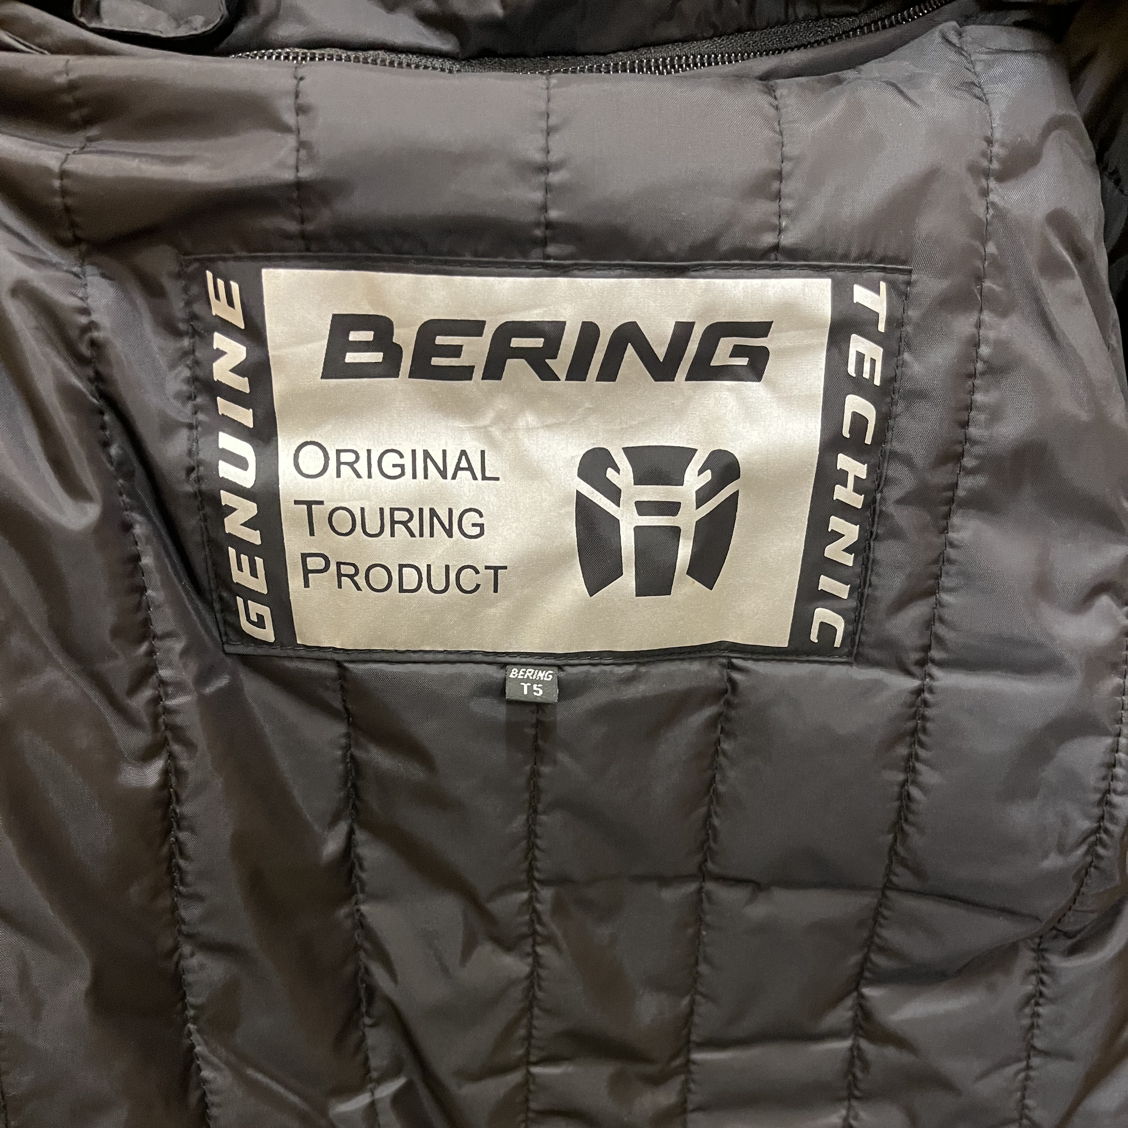 GENUINE
BERING
ORIGINAL
TOURING
PRODUCT
TECHNIC
BERING
T5